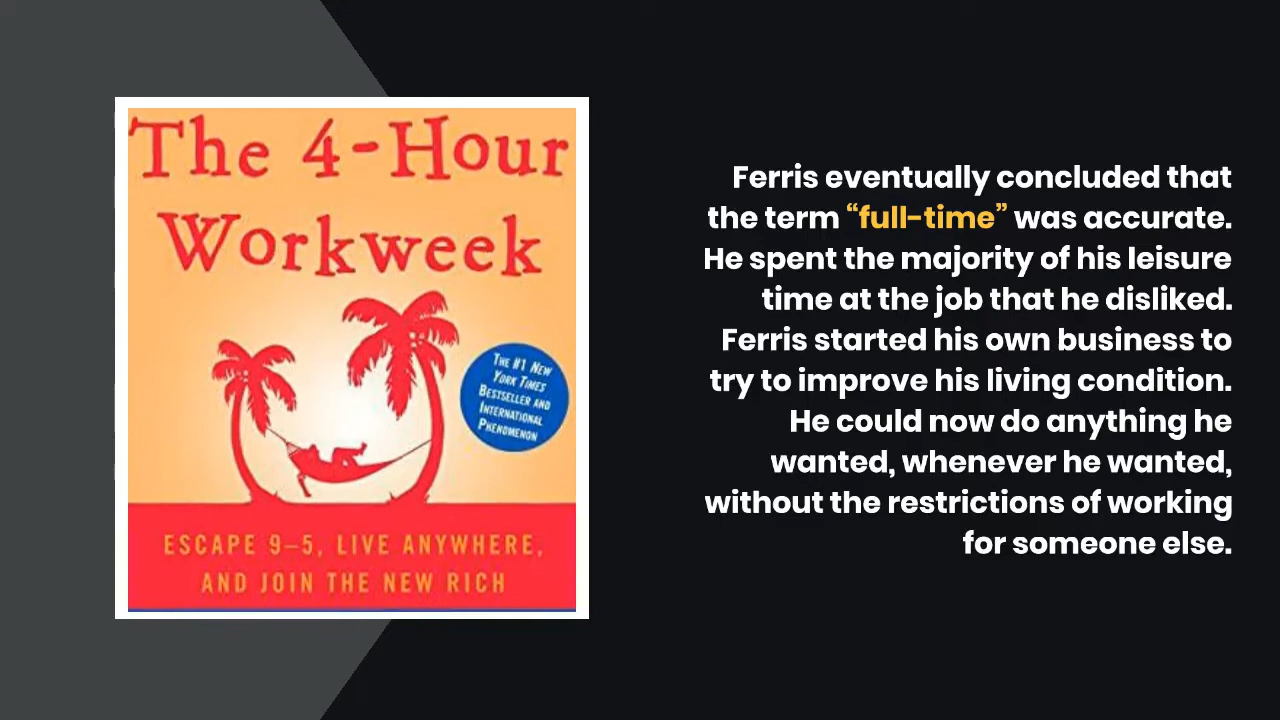 The 4-Hour
Workweek
THE #1 NEW
YORK TIMES
BESTSELLER AND
INTERNATIONAL
PHENOMENON
ESCAPE 9–5, LIVE ANYWHERE,
AND JOIN THE NEW RICH
Ferris eventually concluded that
the term “full-time” was accurate.
He spent the majority of his leisure
time at the job that he disliked.
Ferris started his own business to
try to improve his living condition.
He could now do anything he
wanted, whenever he wanted,
without the restrictions of working
for someone else.